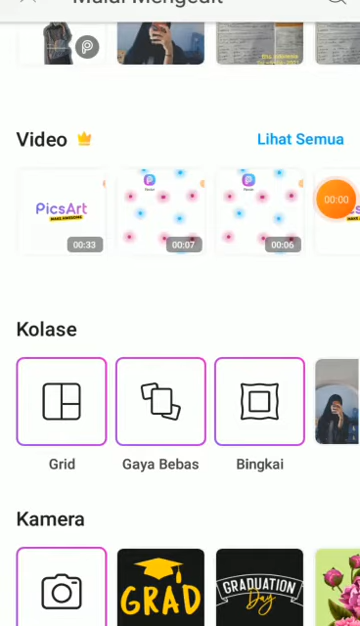 Mulai Mengedit
Video
Lihat Semua
PicsArt
00:33
00:07
00:06
00:00
Kolase
Grid
Gaya Bebas
Bingkai
Kamera
GRAD
GRADUATION
Day